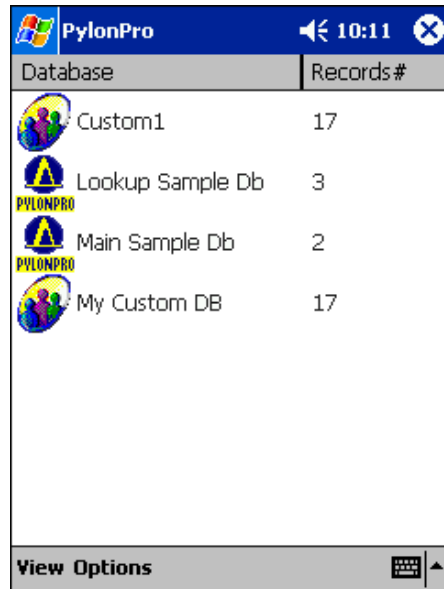 PylonPro 10:11
Database Records#
Custom1 17
PYLONPRO Lookup Sample Db 3
PYLONPRO Main Sample Db 2
My Custom DB 17
View Options